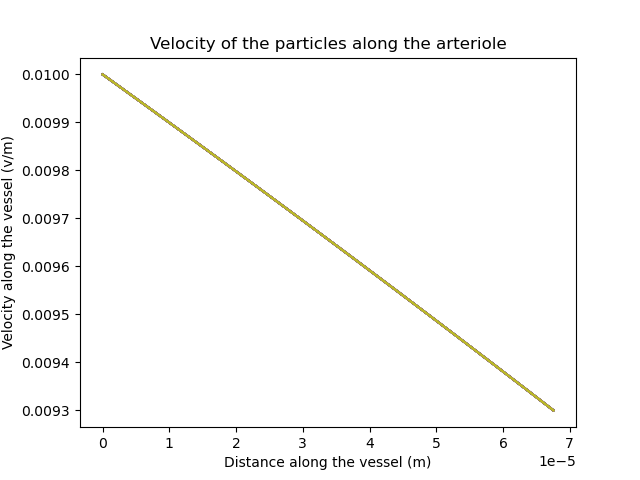 Velocity of the particles along the arteriole
0.0100
0.0099
0.0098
0.0097
0.0096
0.0095
0.0094
0.0093
Velocity along the vessel (v/m)
0 1 2 3 4 5 6 7
1e−5
Distance along the vessel (m)